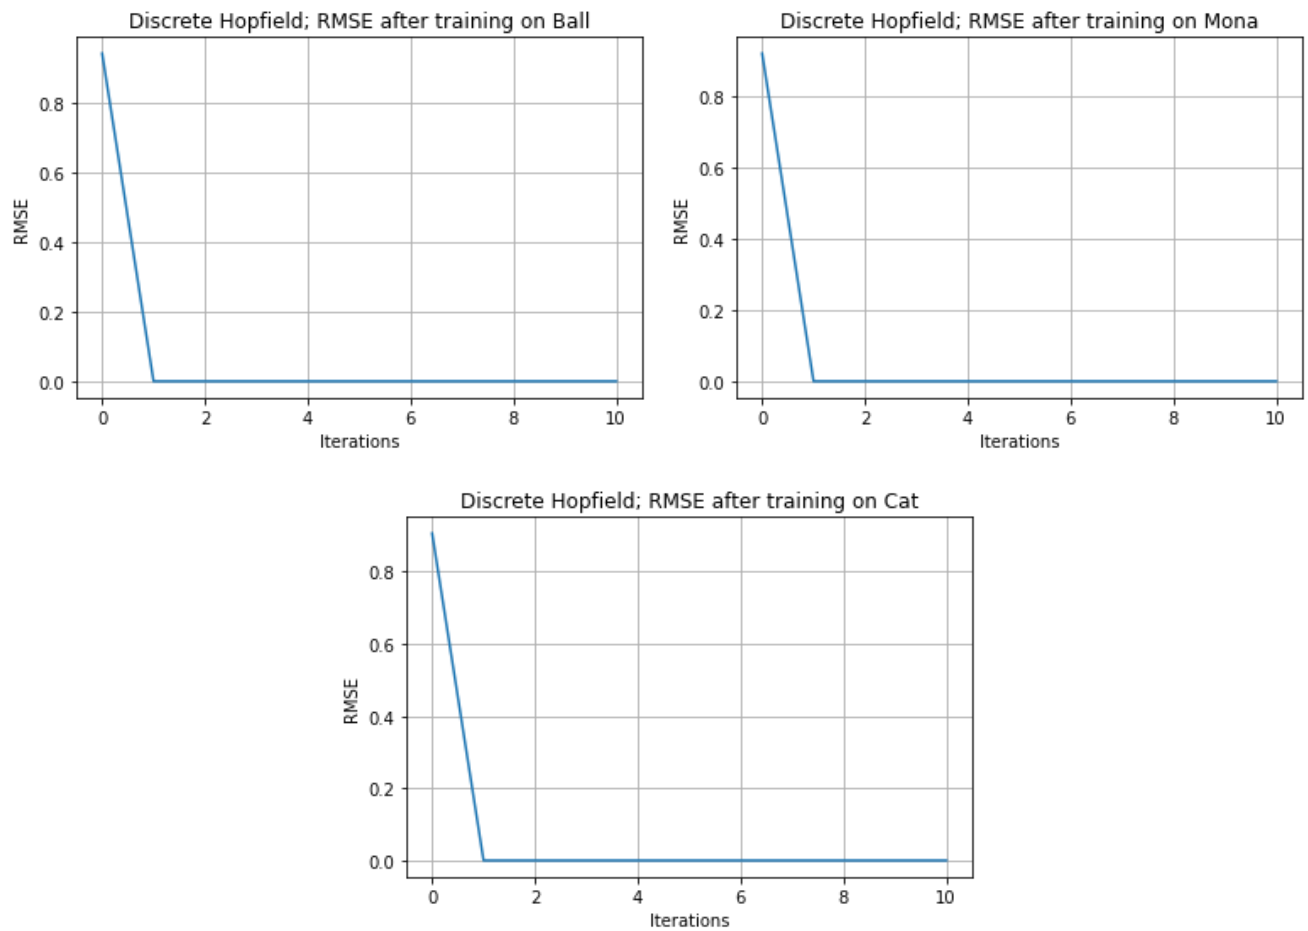 Discrete Hopfield; RMSE after training on Ball
RMSE
0.8
0.6
0.4
0.2
0.0
0 2 4 6 8 10
Iterations
Discrete Hopfield; RMSE after training on Mona
RMSE
0.8
0.6
0.4
0.2
0.0
0 2 4 6 8 10
Iterations
Discrete Hopfield; RMSE after training on Cat
RMSE
0.8
0.6
0.4
0.2
0.0
0 2 4 6 8 10
Iterations